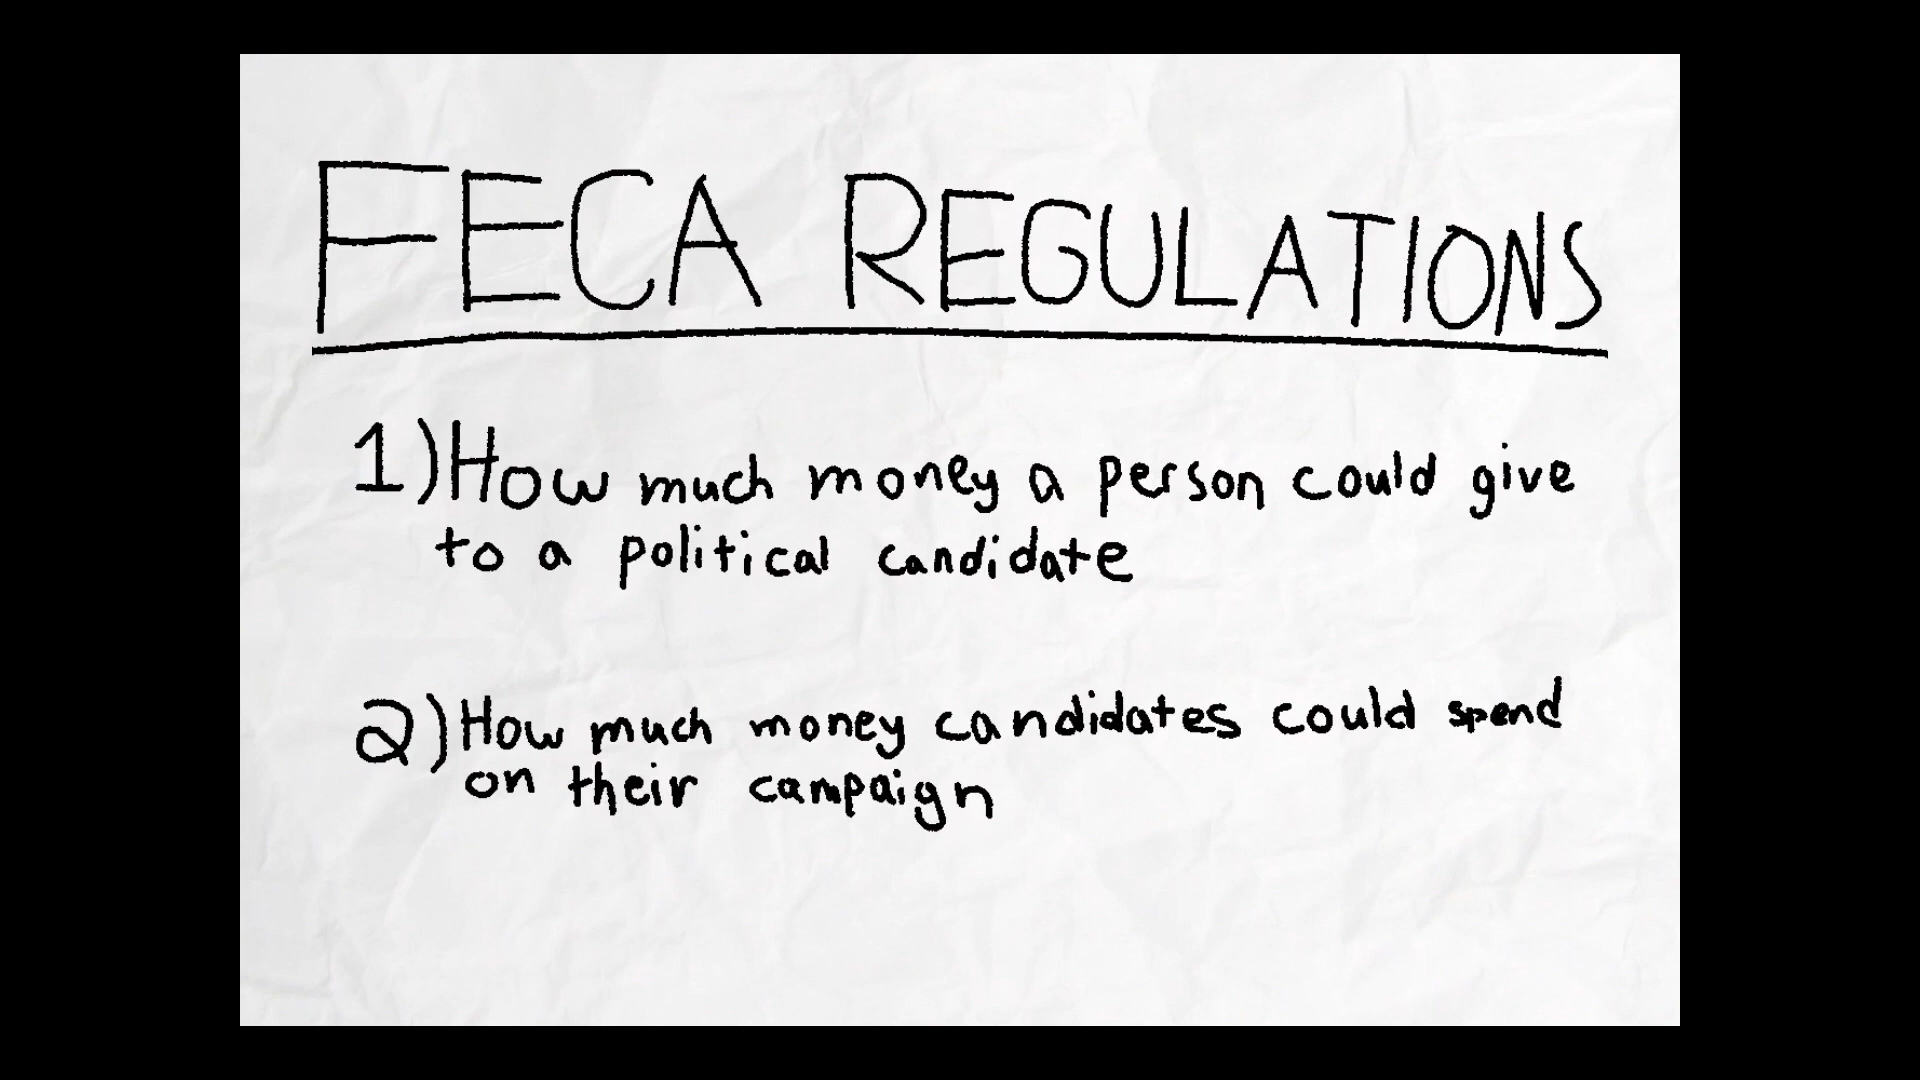 FECA REGULATIONS
1) How much money a person could give
to a political candidate
2) How much money candidates could spend
on their campaign